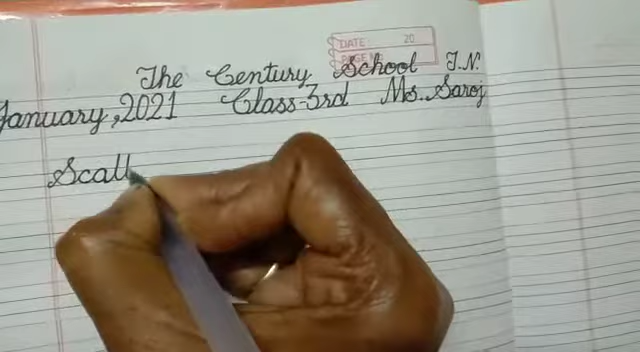 DATE 20
The Century School T.N.
January, 2021 Class-3rd Ms. Saroj
Scall